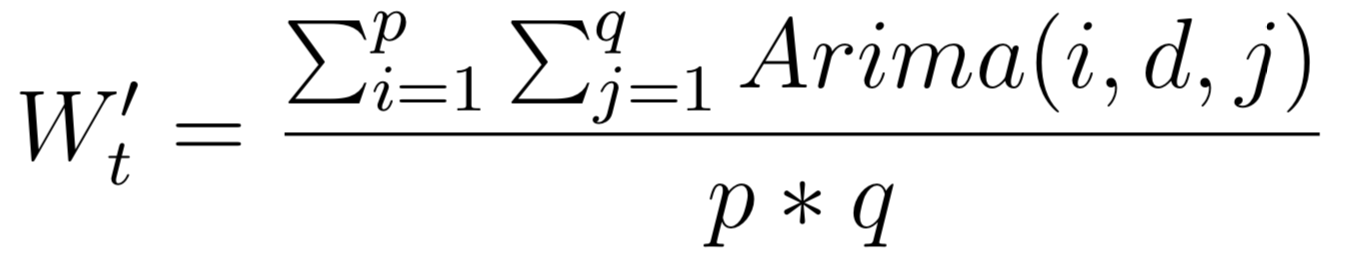 W'_t = \frac{\sum_{i=1}^{p} \sum_{j=1}^{q} Arima(i, d, j)}{p * q}